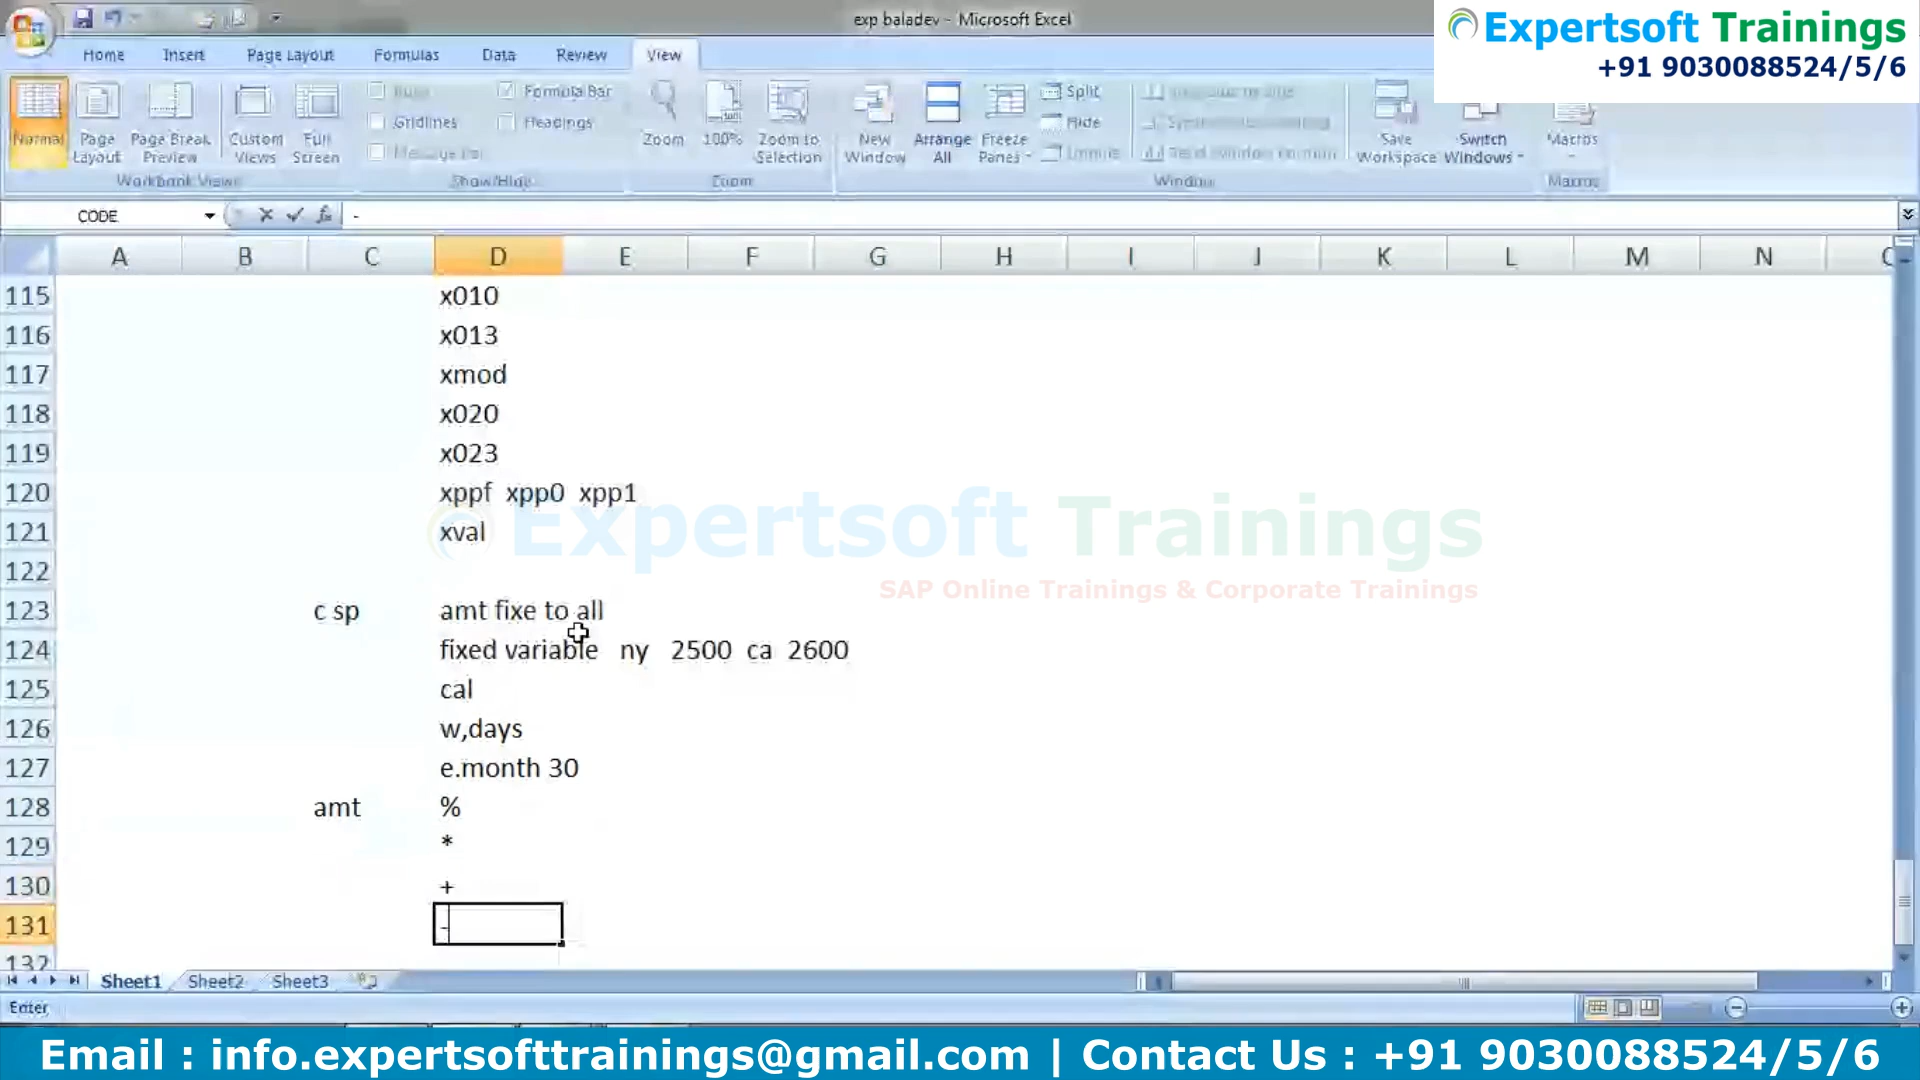 exp baladev - Microsoft Excel
Expertsoft Trainings
+91 9030088524/5/6
Home Insert Page Layout Formulas Data Review View
Normal Page Layout Page Break Preview Custom Views Full Screen
Gridlines Formula Bar Headings
Zoom 100% Zoom to Selection
New Window Arrange All Freeze Panes Split Hide
Save Workspace Switch Windows Macros
Workbook Views Show/Hide Zoom Window Macros
CODE -
A B C D E F G H I J K L M N
115 x010
116 x013
117 xmod
118 x020
119 x023
120 xppf xpp0 xpp1
121 xval
Expertsoft Trainings
122
SAP Online Trainings & Corporate Trainings
123 c sp amt fixe to all
124 fixed variable ny 2500 ca 2600
125 cal
126 w,days
127 e.month 30
128 amt %
129 *
130 +
131 -
132
Sheet1 Sheet2 Sheet3
Enter
Email : info.expertsofttrainings@gmail.com | Contact Us : +91 9030088524/5/6